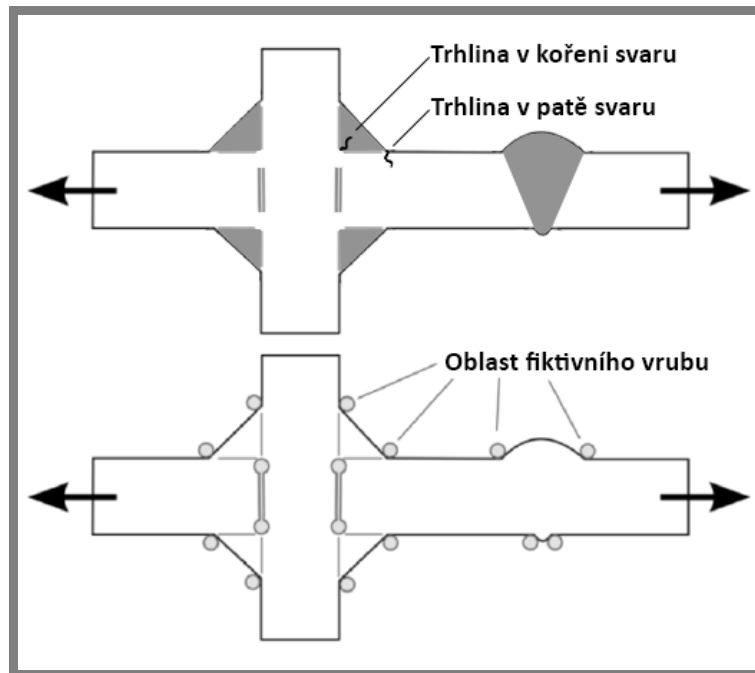 Trhlina v kořeni svaru
Trhlina v patě svaru
Oblast fiktivního vrubu